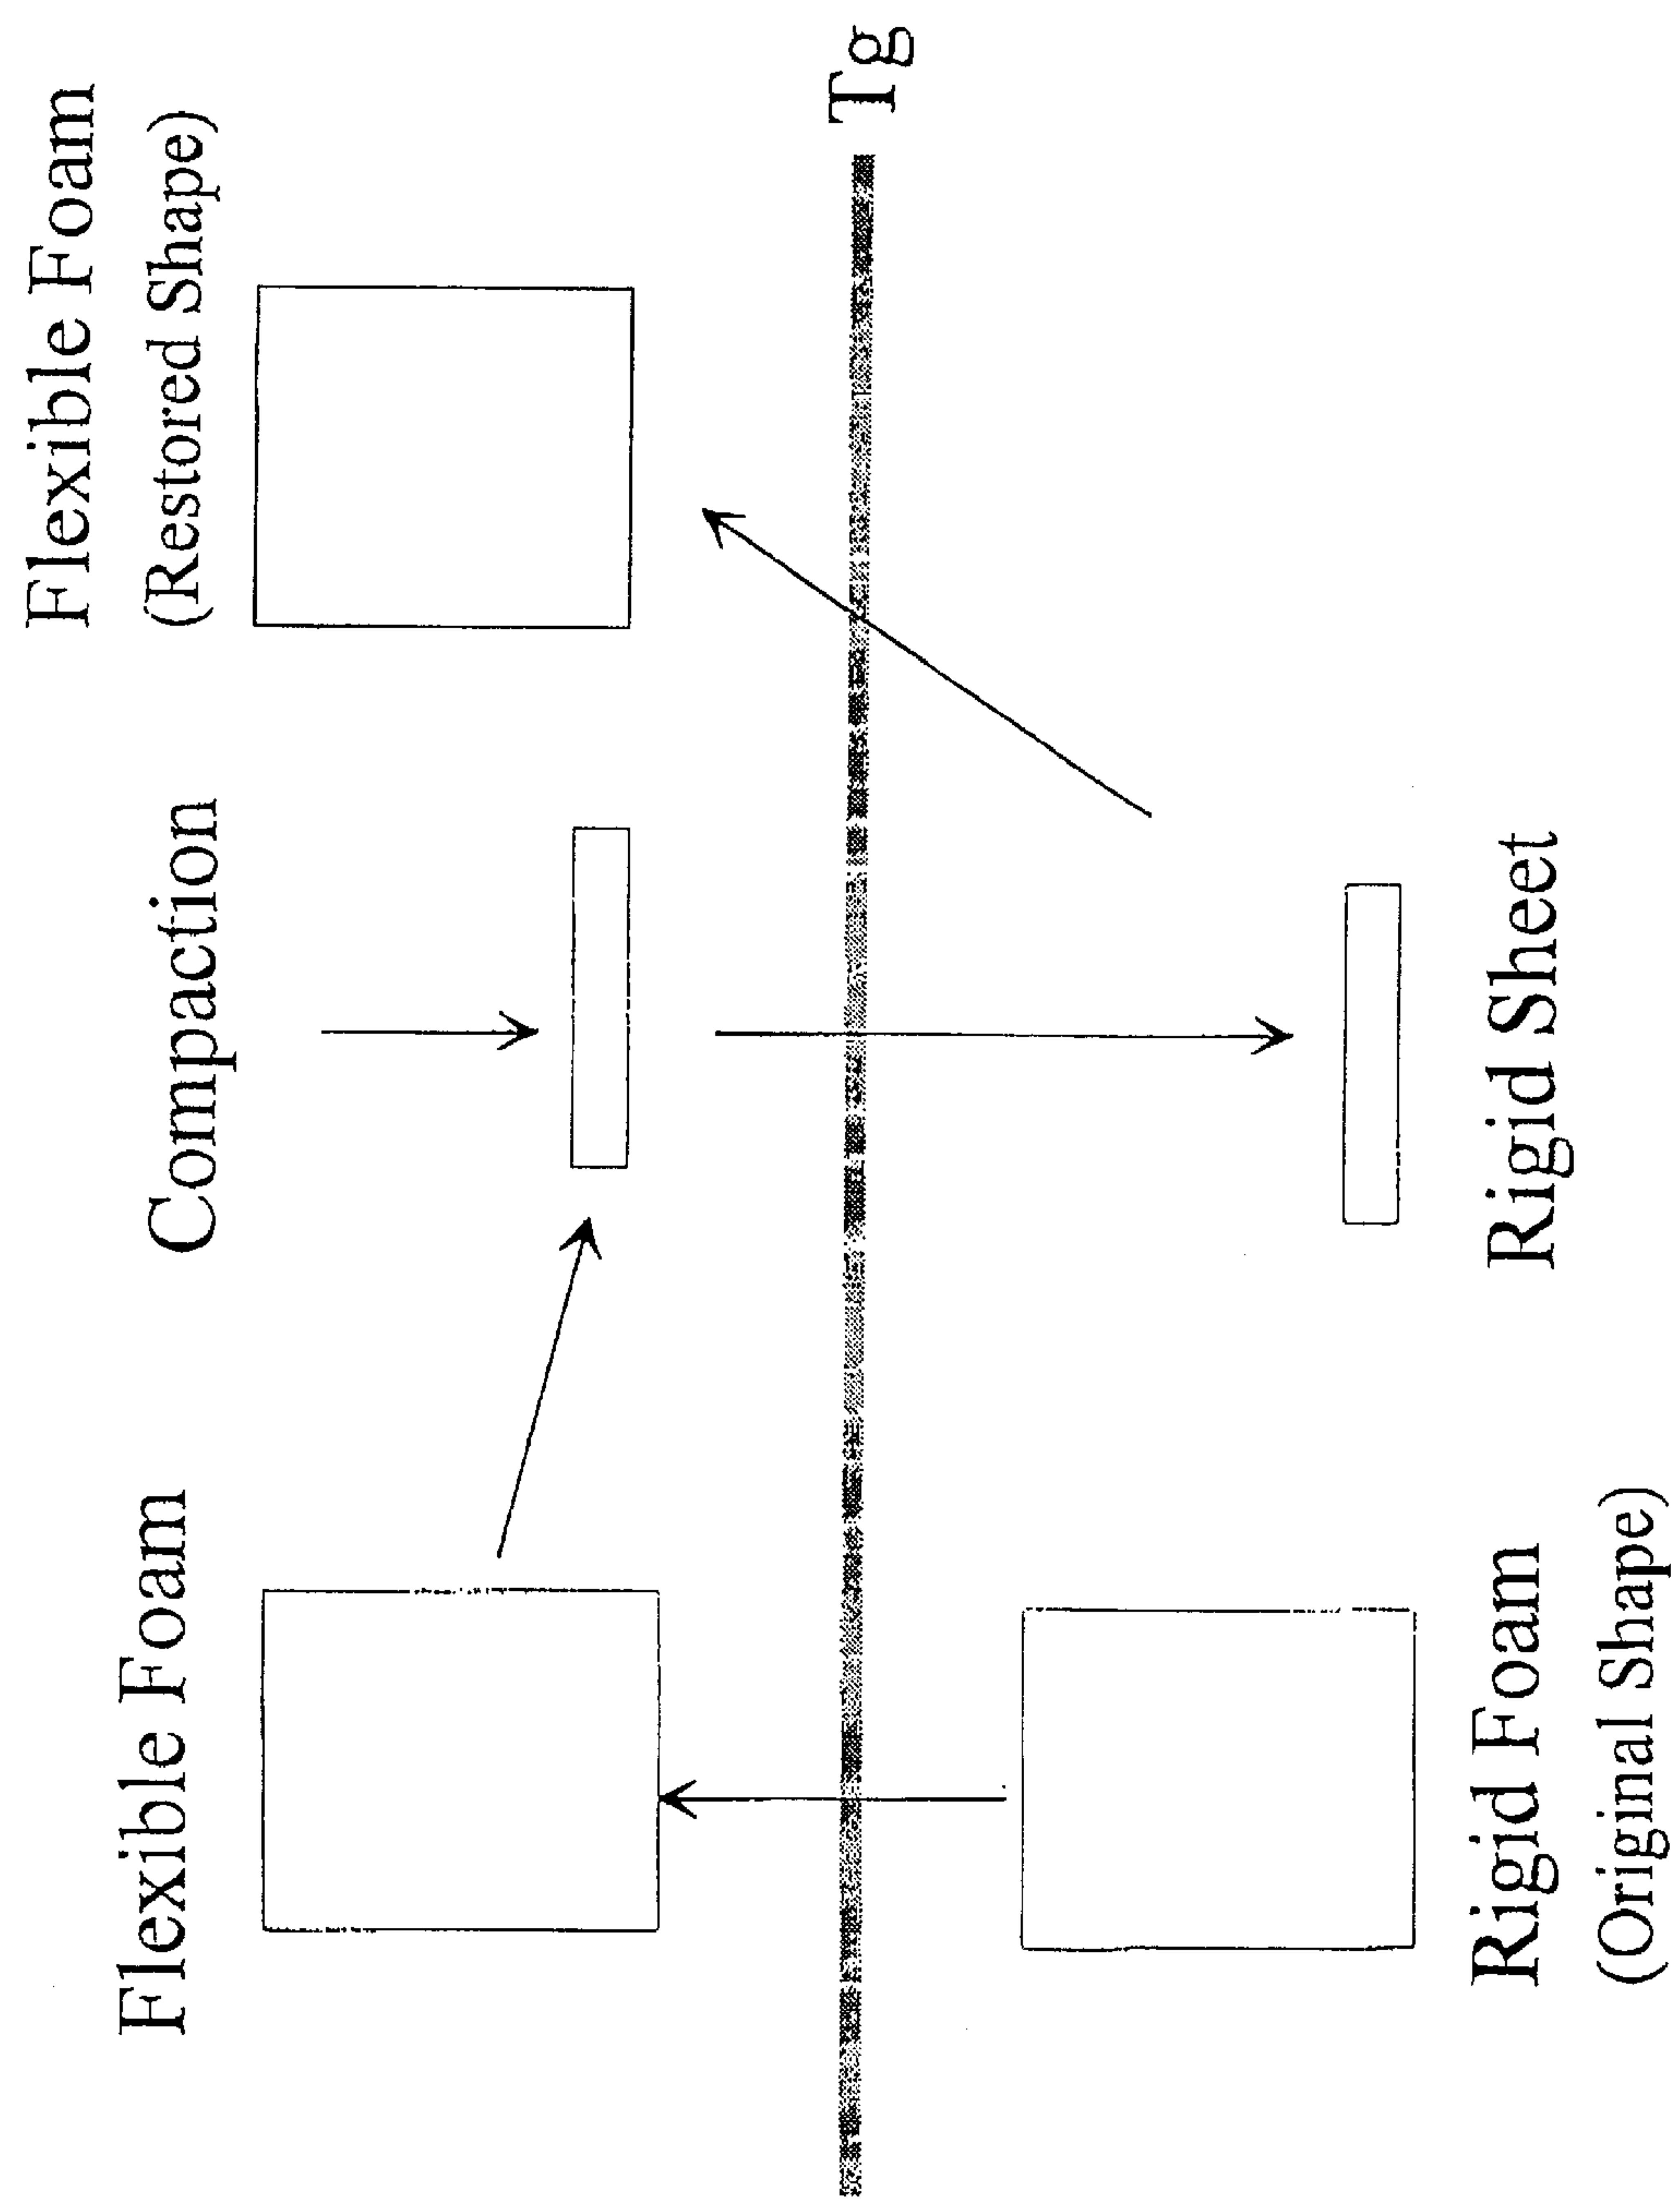 Flexible Foam
Compaction
Flexible Foam
(Restored Shape)
Tg
Rigid Foam
(Original Shape)
Rigid Sheet